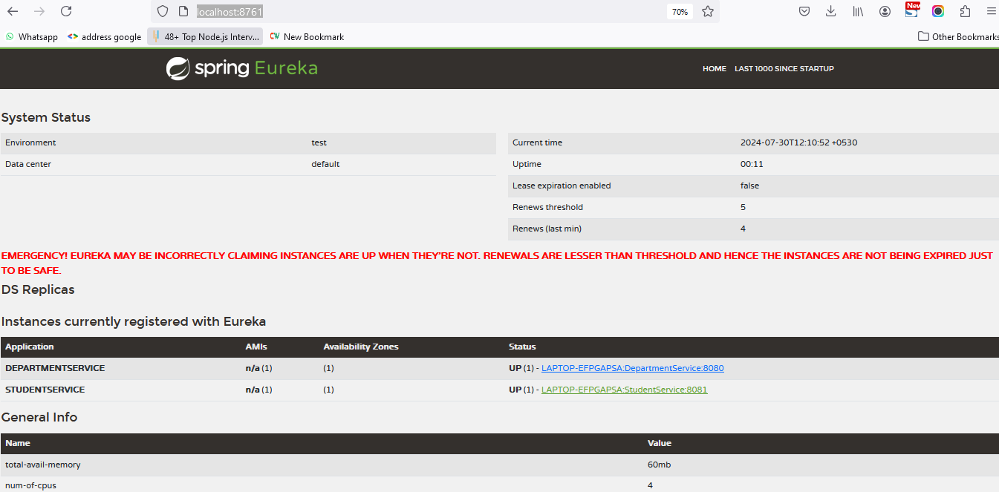 localhost:8761
70%
New
Whatsapp
address google
48+ Top Node.js Interv...
New Bookmark
Other Bookmarks
spring Eureka
HOME LAST 1000 SINCE STARTUP
System Status
Environment test
Data center default
Current time 2024-07-30T12:10:52 +0530
Uptime 00:11
Lease expiration enabled false
Renews threshold 5
Renews (last min) 4
EMERGENCY! EUREKA MAY BE INCORRECTLY CLAIMING INSTANCES ARE UP WHEN THEY'RE NOT. RENEWALS ARE LESSER THAN THRESHOLD AND HENCE THE INSTANCES ARE NOT BEING EXPIRED JUST
TO BE SAFE.
DS Replicas
Instances currently registered with Eureka
Application AMIs Availability Zones Status
DEPARTMENTSERVICE n/a (1) (1) UP (1) - LAPTOP-EFPGAPSA:DepartmentService:8080
STUDENTSERVICE n/a (1) (1) UP (1) - LAPTOP-EFPGAPSA:StudentService:8081
General Info
Name Value
total-avail-memory 60mb
num-of-cpus 4